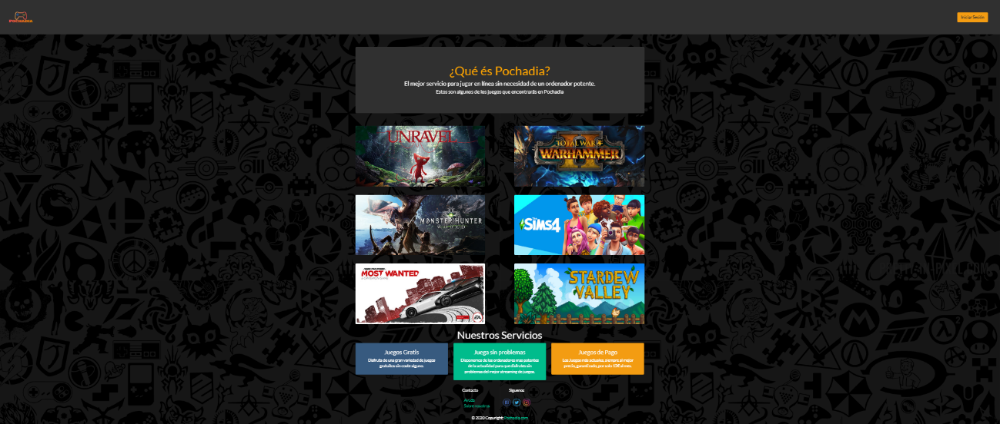 POCHADIA
Iniciar Sesión
¿Qué és Pochadia?
El mejor servicio para jugar en línea sin necesidad de un ordenador potente.
Estos son algunos de los juegos que encontrarás en Pochadia
UNRAVEL
TOTAL WAR
WARHAMMER
II
MONSTER HUNTER
WORLD
THE SIMS 4
MOST WANTED
EA
STARDEW
VALLEY
Nuestros Servicios
Juegos Gratis
Disfruta de una gran variedad de juegos
gratuitos sin coste alguno.
Juega sin problemas
Disponemos de los ordenadores mas potentes
de la actualidad para que disfrutes sin
problemas del mejor streaming de juegos.
Juegos de Pago
Los Juegos más actuales, siempre al mejor
precio, garantizado, por solo
Contacto
Síguenos
Ayuda
Sobre nosotros
© 2020 Copyright: Pochadia.com